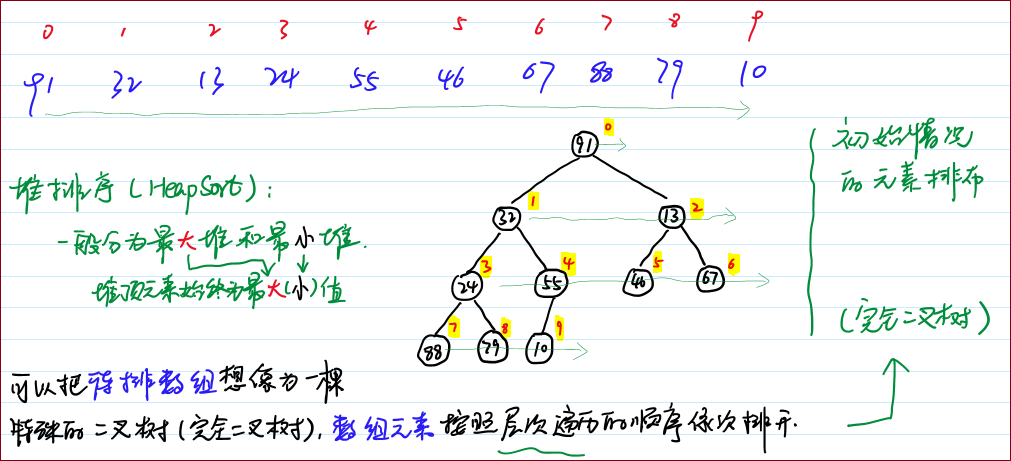 0 1 2 3 4 5 6 7 8 9
91 32 13 24 55 46 67 88 79 10
堆排序(HeapSort):
一般分为最大堆和最小堆.
堆顶元素始终为最大(小)值
91 0
32 1 13 2
24 3 55 4 46 5 67 6
88 7 79 8 10 9
初始情况
的元素排布
(完全二叉树)
可以把待排数组想像为一棵
特殊的二叉树(完全二叉树),数组元素按照层次遍历的顺序依次排开.